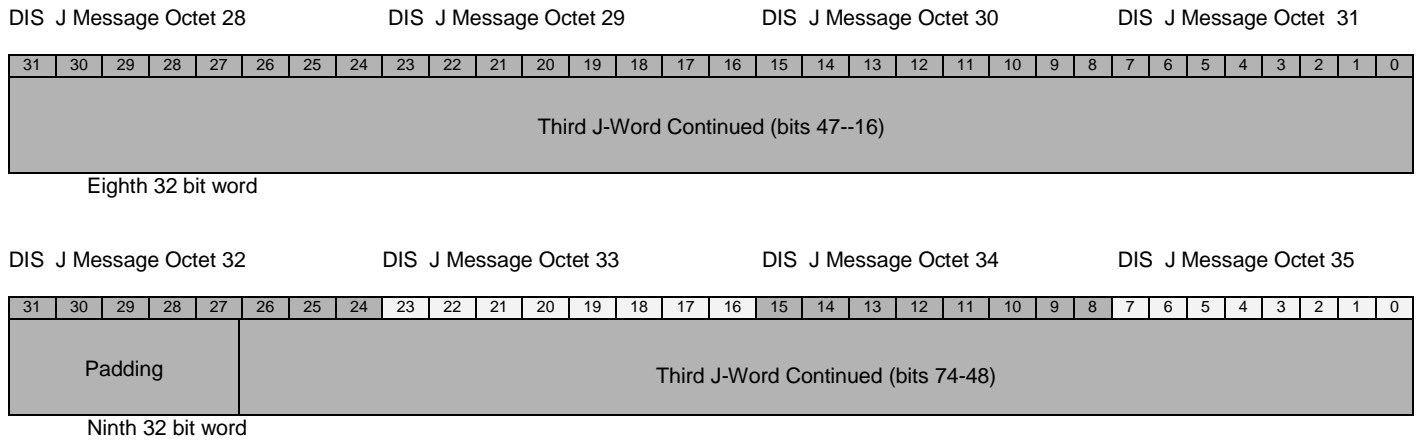 DIS J Message Octet 28 DIS J Message Octet 29 DIS J Message Octet 30 DIS J Message Octet 31
31 30 29 28 27 26 25 24 23 22 21 20 19 18 17 16 15 14 13 12 11 10 9 8 7 6 5 4 3 2 1 0
Third J-Word Continued (bits 47--16)
Eighth 32 bit word
DIS J Message Octet 32 DIS J Message Octet 33 DIS J Message Octet 34 DIS J Message Octet 35
31 30 29 28 27 26 25 24 23 22 21 20 19 18 17 16 15 14 13 12 11 10 9 8 7 6 5 4 3 2 1 0
Padding Third J-Word Continued (bits 74-48)
Ninth 32 bit word